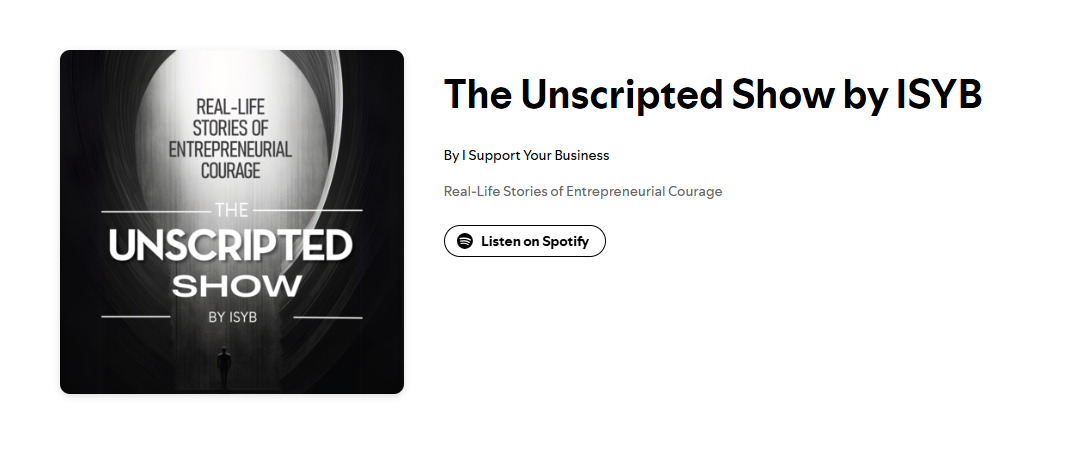 REAL-LIFE
STORIES OF
ENTREPRENEURIAL
COURAGE
THE
UNSCRIPTED
SHOW
BY ISYB
The Unscripted Show by ISYB
By I Support Your Business
Real-Life Stories of Entrepreneurial Courage
Listen on Spotify